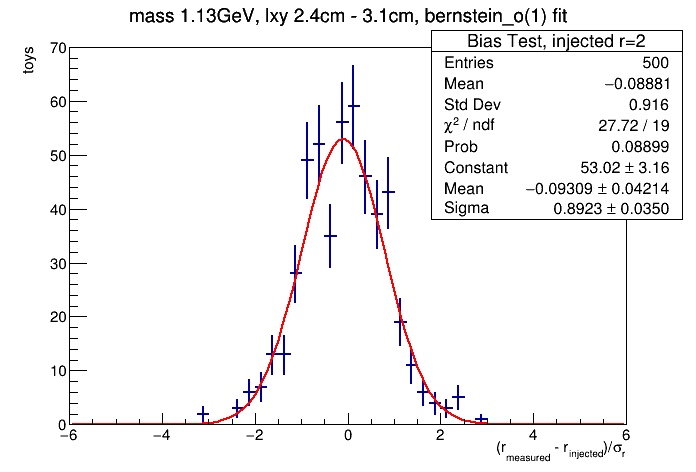 mass 1.13GeV, lxy 2.4cm - 3.1cm, bernstein_o(1) fit
Bias Test, injected r=2
Entries 500
Mean −0.08881
Std Dev 0.916
χ² / ndf 27.72 / 19
Prob 0.08899
Constant 53.02 ± 3.16
Mean −0.09309 ± 0.04214
Sigma 0.8923 ± 0.0350
toys
70
60
50
40
30
20
10
0
−6 −4 −2 0 2 4 6
(r_measured - r_injected)/σ_r